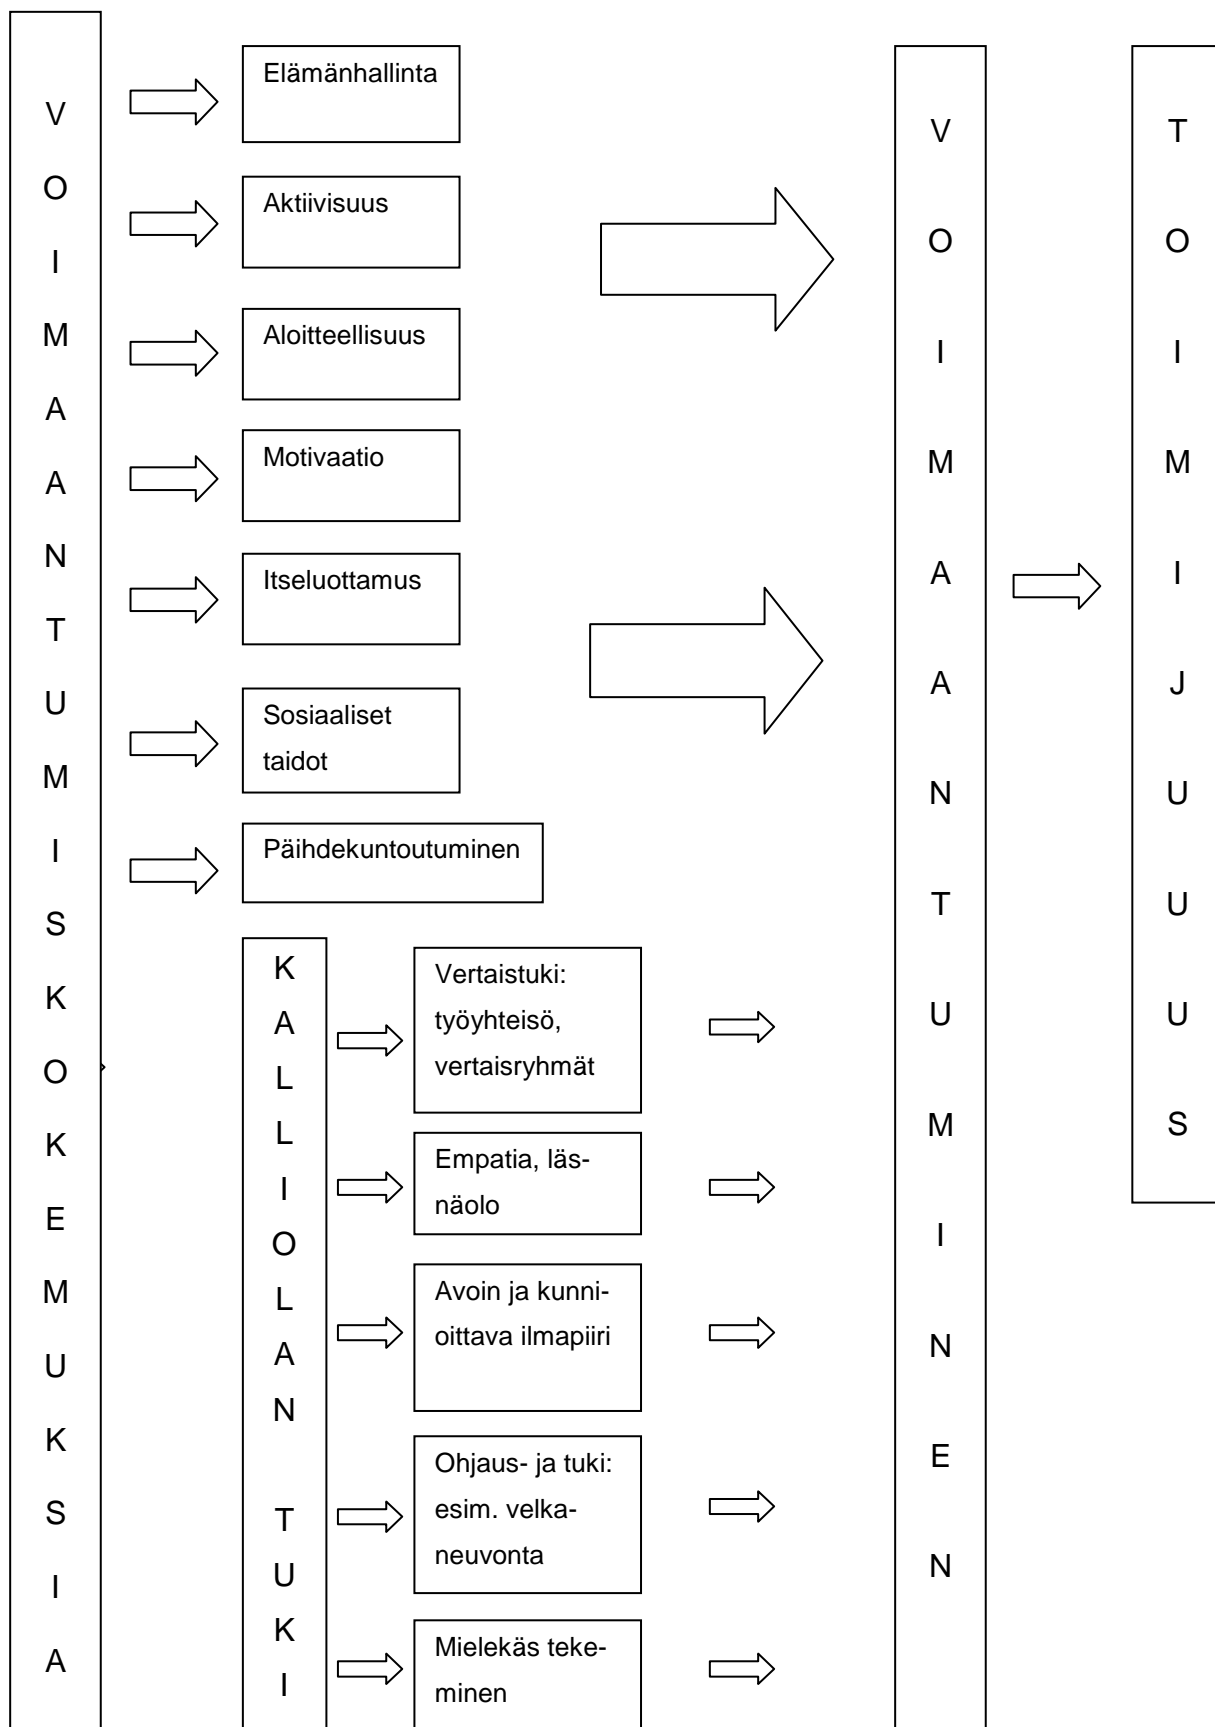 VOIMAANTUMISKOKEMUKSIA
Elämänhallinta
Aktiivisuus
Aloitteellisuus
Motivaatio
Itseluottamus
Sosiaaliset
taidot
Päihdekuntoutuminen
KALLIOLAN TUKI
Vertaistuki:
työyhteisö,
vertaisryhmät
Empatia, läs-
näolo
Avoin ja kunni-
oittava ilmapiiri
Ohjaus- ja tuki:
esim. velka-
neuvonta
Mielekäs teke-
minen
VOIMAANTUMINEN
TOIMIJUUUS